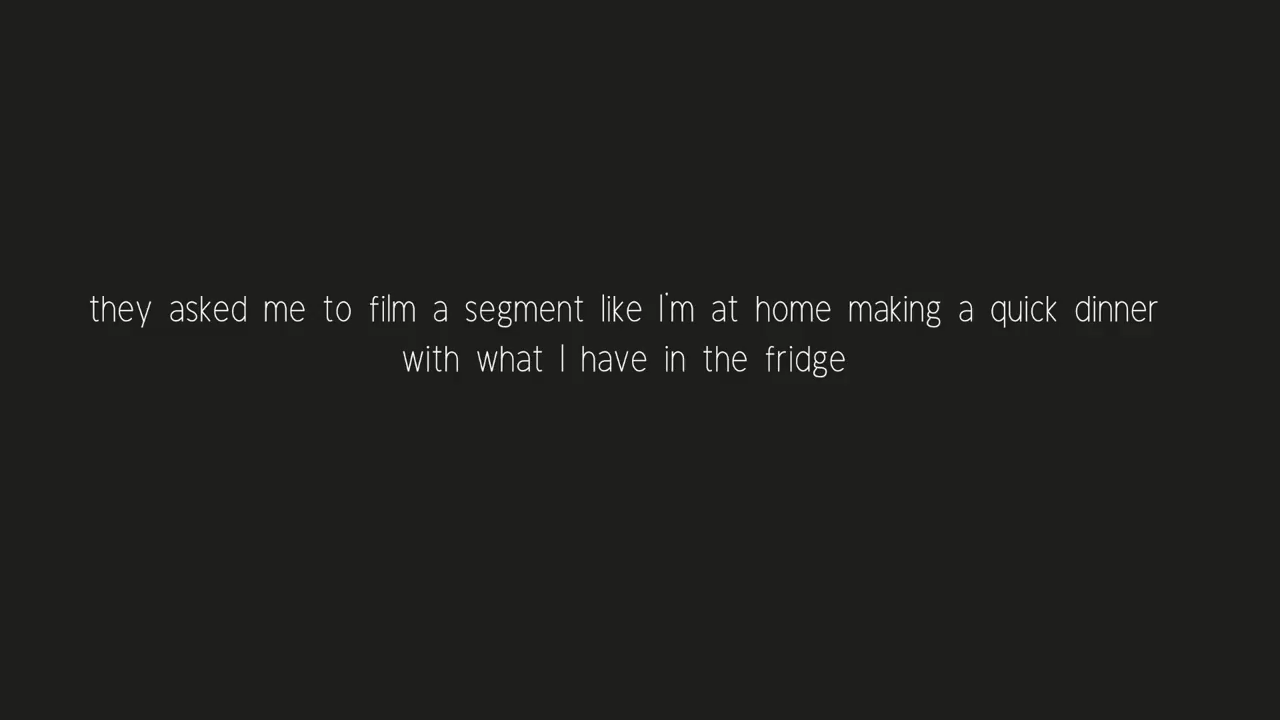 they asked me to film a segment like I'm at home making a quick dinner
with what I have in the fridge